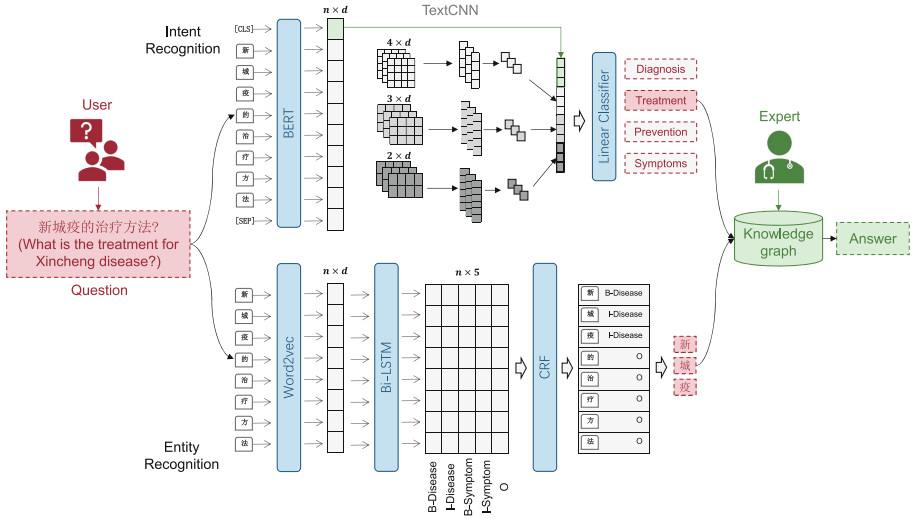 TextCNN
Intent
Recognition
n × d
[CLS]
新
城
疫
的
治
疗
方
法
[SEP]
BERT
4 × d
3 × d
2 × d
Linear Classifier
Diagnosis
Treatment
Prevention
Symptoms
User
?
新城疫的治疗方法?
(What is the treatment for
Xincheng disease?)
Question
Expert
Knowledge
graph
Answer
Entity
Recognition
新
城
疫
的
治
疗
方
法
Word2vec
n × d
Bi-LSTM
n × 5
B-Disease
I-Disease
B-Symptom
I-Symptom
O
CRF
新 B-Disease
城 I-Disease
疫 I-Disease
的 O
治 O
疗 O
方 O
法 O
新
城
疫